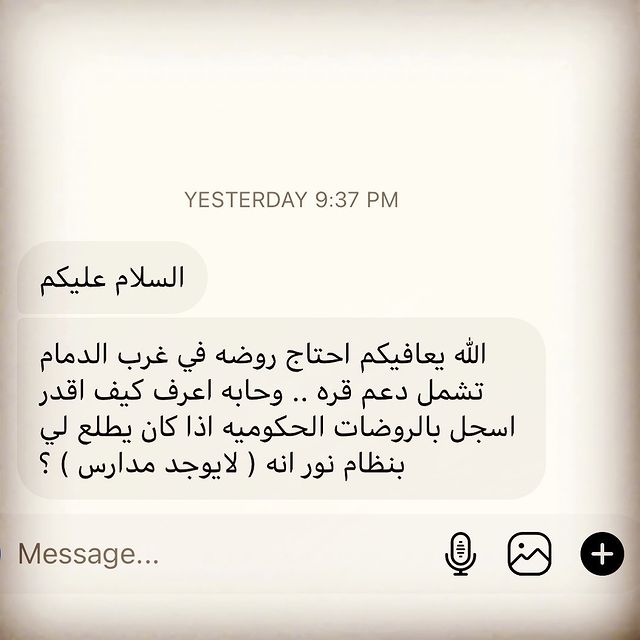 YESTERDAY 9:37 PM
السلام عليكم
الله يعافيكم احتاج روضه في غرب الدمام
تشمل دعم قره .. وحابه اعرف كيف اقدر
اسجل بالروضات الحكوميه اذا كان يطلع لي
بنظام نور انه ( لايوجد مدارس ) ؟
Message...